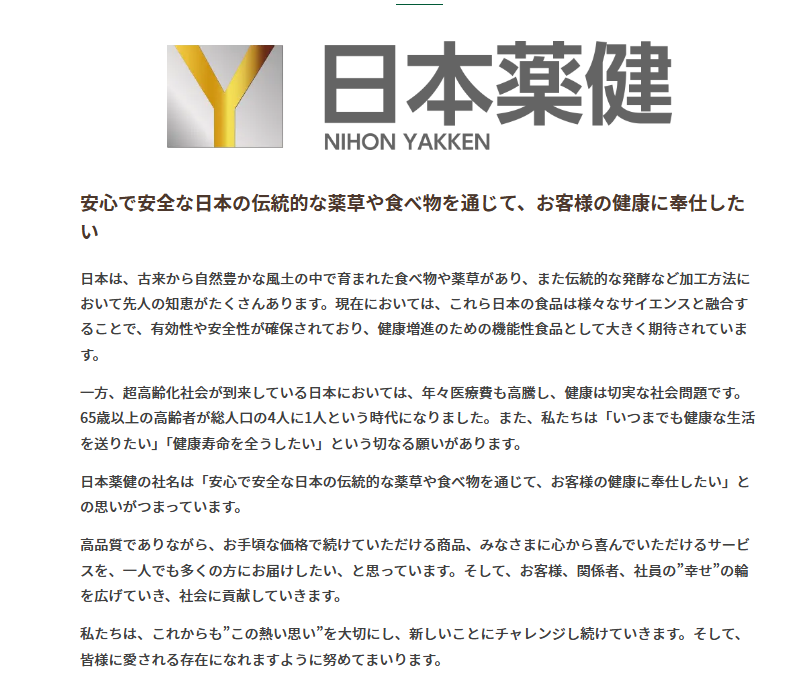 日本薬健
NIHON YAKKEN
安心で安全な日本の伝統的な薬草や食べ物を通じて、お客様の健康に奉仕した
い
日本は、古来から自然豊かな風土の中で育まれた食べ物や薬草があり、また伝統的な発酵など加工方法に
おいて先人の知恵がたくさんあります。現在においては、これら日本の食品は様々なサイエンスと融合す
ることで、有効性や安全性が確保されており、健康増進のための機能性食品として大きく期待されていま
す。
一方、超高齢化社会が到来している日本においては、年々医療費も高騰し、健康は切実な社会問題です。
65歳以上の高齢者が総人口の4人に1人という時代になりました。また、私たちは「いつまでも健康な生活
を送りたい」「健康寿命を全うしたい」という切なる願いがあります。
日本薬健の社名は「安心で安全な日本の伝統的な薬草や食べ物を通じて、お客様の健康に奉仕したい」と
の思いがつまっています。
高品質でありながら、お手頃な価格で続けていただける商品、みなさまに心から喜んでいただけるサービ
スを、一人でも多くの方にお届けしたい、と思っています。そして、お客様、関係者、社員の”幸せ”の輪
を広げていき、社会に貢献していきます。
私たちは、これからも”この熱い思い”を大切にし、新しいことにチャレンジし続けていきます。そして、
皆様に愛される存在になれますように努めてまいります。